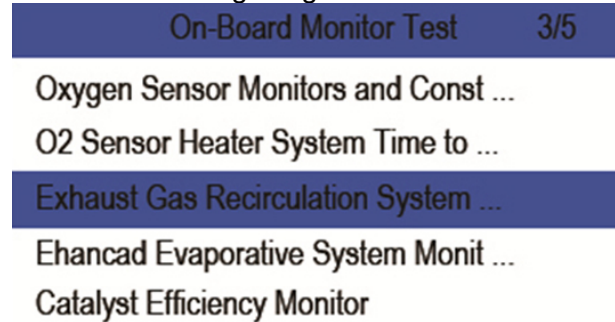 On-Board Monitor Test 3/5
Oxygen Sensor Monitors and Const ...
O2 Sensor Heater System Time to ...
Exhaust Gas Recirculation System ...
Ehancad Evaporative System Monit ...
Catalyst Efficiency Monitor